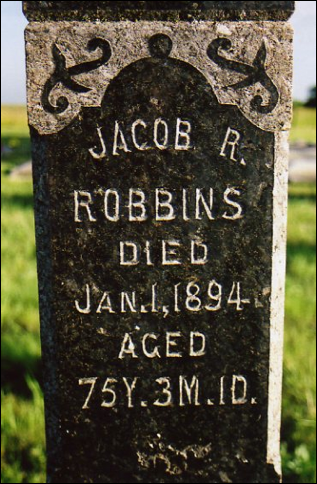 JACOB R.
ROBBINS
DIED
JAN.1,1894
AGED
75Y.3M.1D.